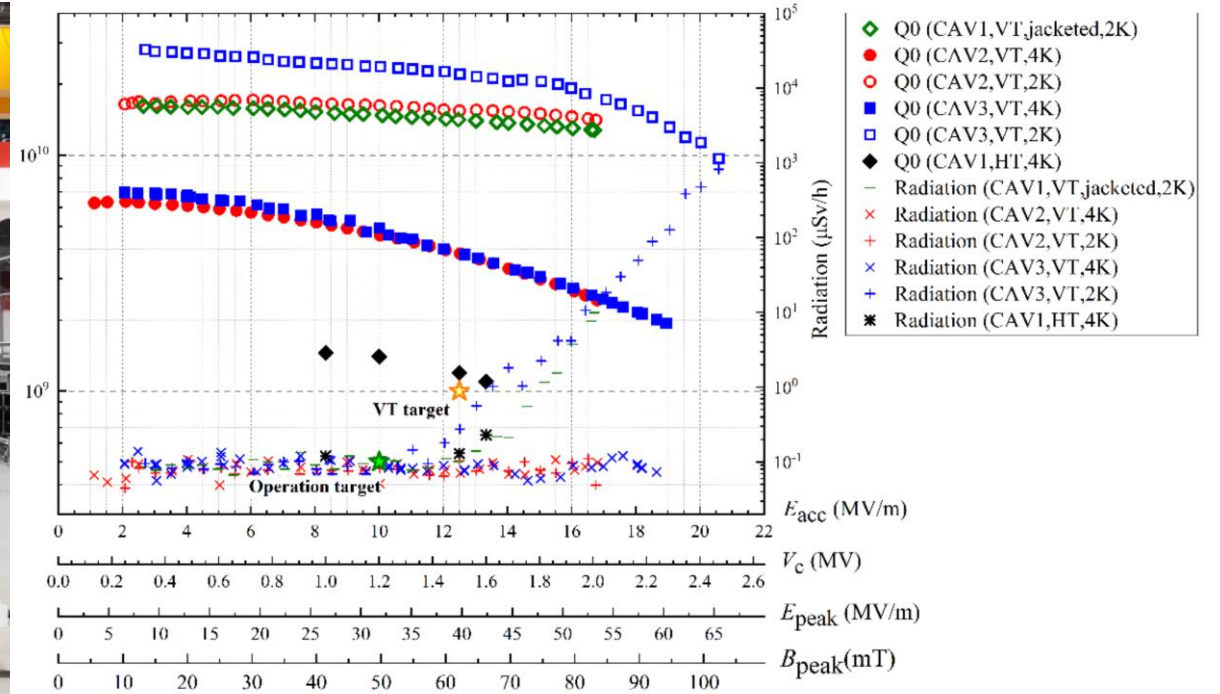 10^5
10^4
10^3
10^2
10^1
10^0
10^-1
Radiation (μSv/h)
10^10
10^9
Q0 (CAV1,VT,jacketed,2K)
Q0 (CAV2,VT,4K)
Q0 (CAV2,VT,2K)
Q0 (CAV3,VT,4K)
Q0 (CAV3,VT,2K)
Q0 (CAV1,HT,4K)
Radiation (CAV1,VT,jacketed,2K)
Radiation (CAV2,VT,4K)
Radiation (CAV2,VT,2K)
Radiation (CAV3,VT,4K)
Radiation (CAV3,VT,2K)
Radiation (CAV1,HT,4K)
VT target
Operation target
0 2 4 6 8 10 12 14 16 18 20 22
E_acc (MV/m)
0.0 0.2 0.4 0.6 0.8 1.0 1.2 1.4 1.6 1.8 2.0 2.2 2.4 2.6
V_c (MV)
0 5 10 15 20 25 30 35 40 45 50 55 60 65
E_peak (MV/m)
0 10 20 30 40 50 60 70 80 90 100
B_peak(mT)